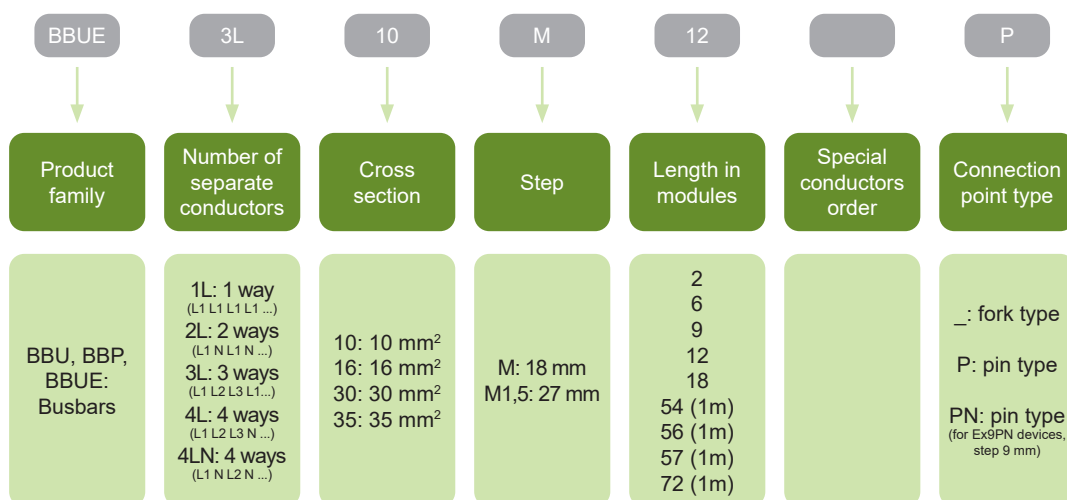 BBUE
3L
10
M
12
P
Product
family
Number of
separate
conductors
Cross
section
Step
Length in
modules
Special
conductors
order
Connection
point type
BBU, BBP,
BBUE:
Busbars
1L: 1 way
(L1 L1 L1 L1 ...)
2L: 2 ways
(L1 N L1 N ...)
3L: 3 ways
(L1 L2 L3 L1...)
4L: 4 ways
(L1 L2 L3 N ...)
4LN: 4 ways
(L1 N L2 N ...)
10: 10 mm²
16: 16 mm²
30: 30 mm²
35: 35 mm²
M: 18 mm
M1,5: 27 mm
2
6
9
12
18
54 (1m)
56 (1m)
57 (1m)
72 (1m)
_: fork type
P: pin type
PN: pin type
(for Ex9PN devices,
step 9 mm)